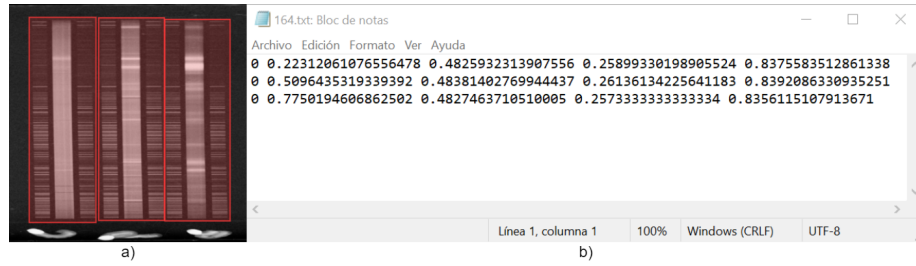 164.txt: Bloc de notas
Archivo Edición Formato Ver Ayuda
0 0.22312061076556478 0.4825932313907556 0.25899330198905524 0.8375583512861338
0 0.5096435319339392 0.48381402769944437 0.26136134225641183 0.8392086330935251
0 0.7750194606862502 0.4827463710510005 0.2573333333333334 0.8356115107913671
Línea 1, columna 1 100% Windows (CRLF) UTF-8
a) b)